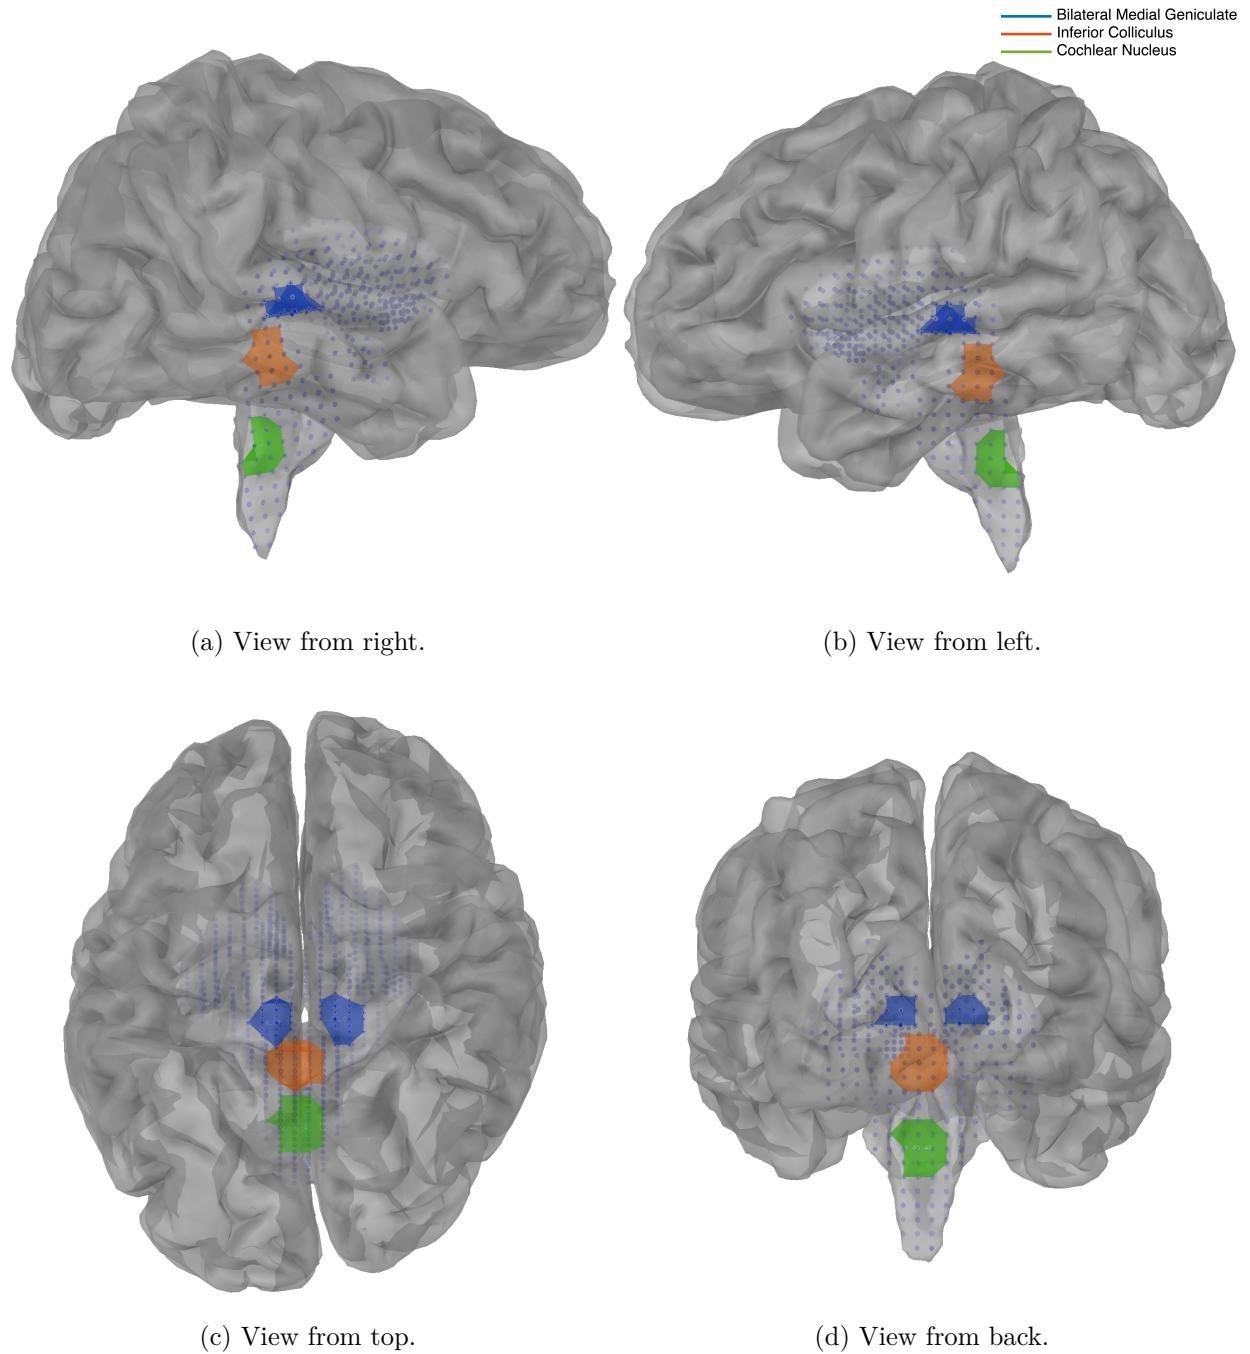 Bilateral Medial Geniculate
Inferior Colliculus
Cochlear Nucleus
(a) View from right.
(b) View from left.
(c) View from top.
(d) View from back.